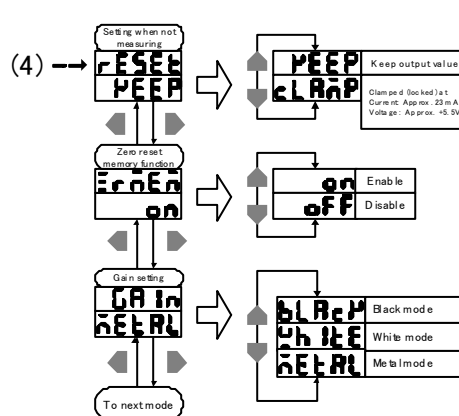 Setting when not
measuring
(4)
rESEt
KEEP
KEEP
Keep output value
cLAmP
Clamped (locked) at
Current: Approx. 23 mA
Voltage: Approx. +5.5V
Zero reset
memory function
ZrmEm
on
on
Enable
oFF
Disable
Gain setting
GAIn
mEtAL
bLAcK
Black mode
WhItE
White mode
mEtAL
Metal mode
To next mode